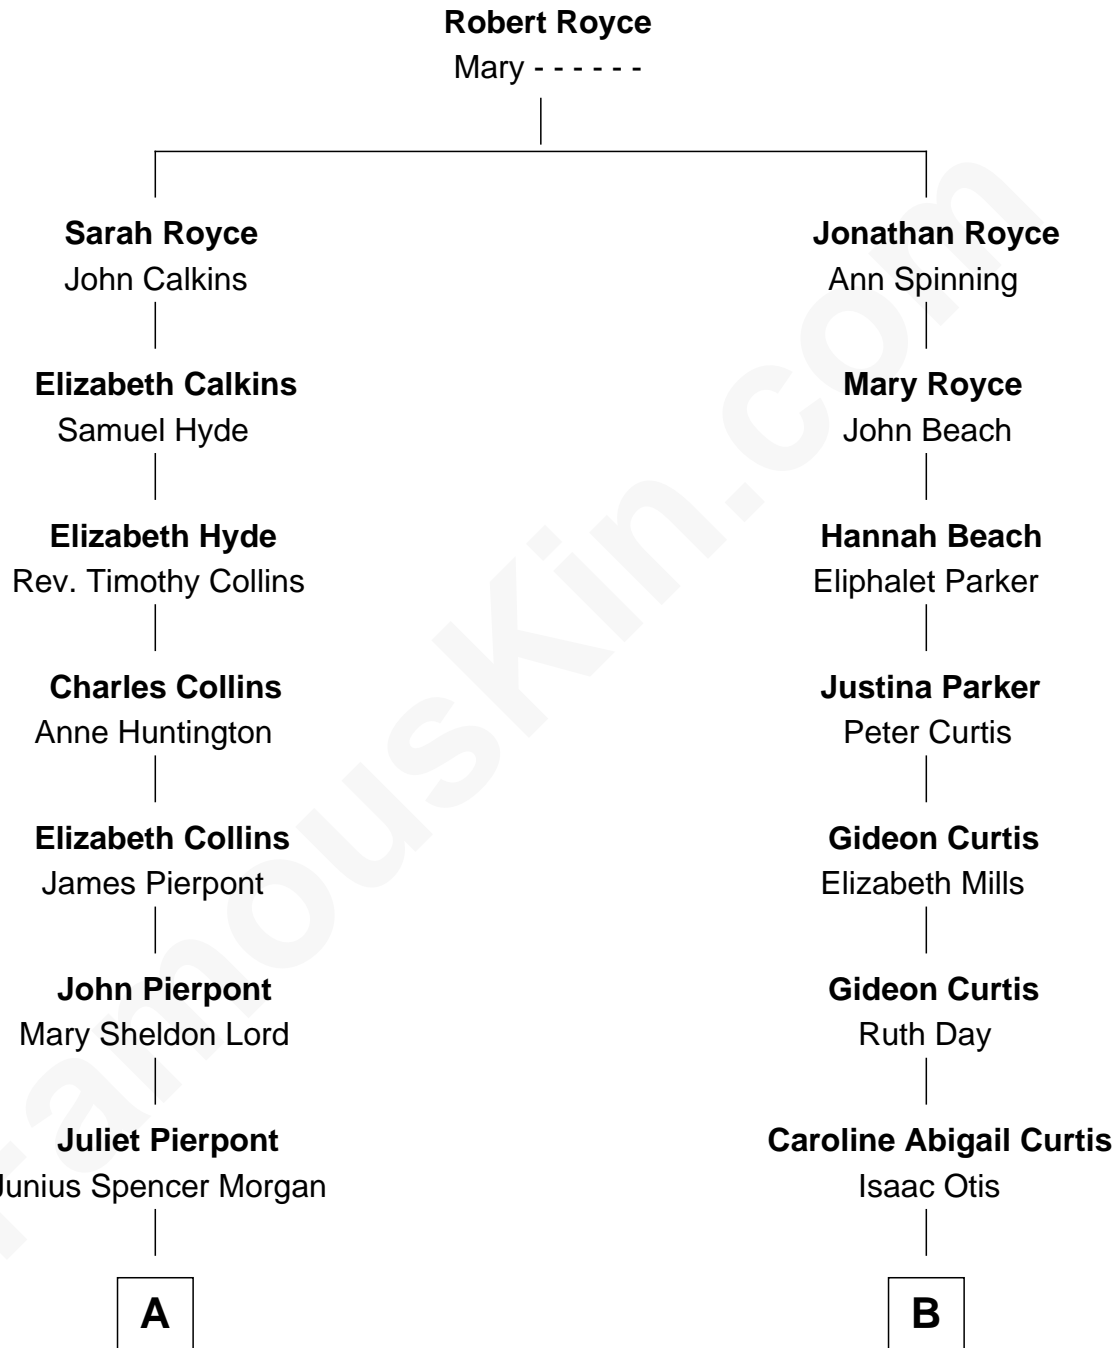 Robert Royce
Mary - - - - - -
Sarah Royce
John Calkins
Jonathan Royce
Ann Spinning
Elizabeth Calkins
Samuel Hyde
Mary Royce
John Beach
Elizabeth Hyde
Rev. Timothy Collins
Hannah Beach
Eliphalet Parker
Charles Collins
Anne Huntington
Justina Parker
Peter Curtis
Elizabeth Collins
James Pierpont
Gideon Curtis
Elizabeth Mills
John Pierpont
Mary Sheldon Lord
Gideon Curtis
Ruth Day
Juliet Pierpont
Junius Spencer Morgan
Caroline Abigail Curtis
Isaac Otis
A
B
FamousKin.com